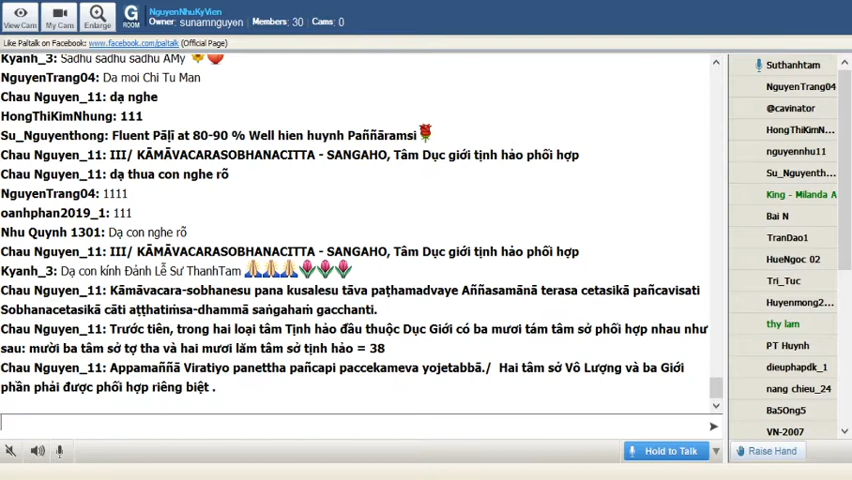 NguyenNhuKyVien
Owner: sunamnguyen Members: 30 Cams: 0
View Cam
My Cam
Enlarge
G
ROOM
Like Paltalk on Facebook: www.facebook.com/paltalk (Official Page)
Kyanh_3: Sadhu sadhu sadhu AMy
NguyenTrang04: Da moi Chi Tu Man
Chau Nguyen_11: dạ nghe
HongThiKimNhung: 111
Su_Nguyenthong: Fluent Pāḷi at 80-90 % Well hien huynh Paññāramsi
Chau Nguyen_11: III/ KĀMĀVACARASOBHANACITTA - SANGAHO, Tâm Dục giới tịnh hảo phối hợp
Chau Nguyen_11: dạ thua con nghe rõ
NguyenTrang04: 1111
oanhphan2019_1: 111
Nhu Quynh 1301: Dạ con nghe rõ
Chau Nguyen_11: III/ KĀMĀVACARASOBHANACITTA - SANGAHO, Tâm Dục giới tịnh hảo phối hợp
Kyanh_3: Dạ con kính Đảnh Lễ Sư ThanhTam
Chau Nguyen_11: Kāmāvacara-sobhanesu pana kusalesu tāva paṭhamadvaye Aññasamānā terasa cetasikā pañcavisati
Sobhanacetasikā cāti aṭṭhatiṃsa-dhammā saṅgahaṃ gacchanti.
Chau Nguyen_11: Trước tiên, trong hai loại tâm Tịnh hảo đầu thuộc Dục Giới có ba mươi tám tâm sở phối hợp nhau như
sau: mười ba tâm sở tợ tha và hai mươi lăm tâm sở tịnh hảo = 38
Chau Nguyen_11: Appamaññā Viratiyo panettha pañcapi paccekameva yojetabbā./ Hai tâm sở Vô Lượng và ba Giới
phần phải được phối hợp riêng biệt .
Suthanhtam
NguyenTrang04
@cavinator
HongThiKimN...
nguyennhu11
Su_Nguyenth...
King - Milanda A
Bai N
TranDao1
HueNgoc 02
Tri_Tuc
Huyenmong2...
thy lam
PT Huynh
dieuphapdk_1
nang chieu_24
Ba5Ong5
VN-2007
Hold to Talk
Raise Hand